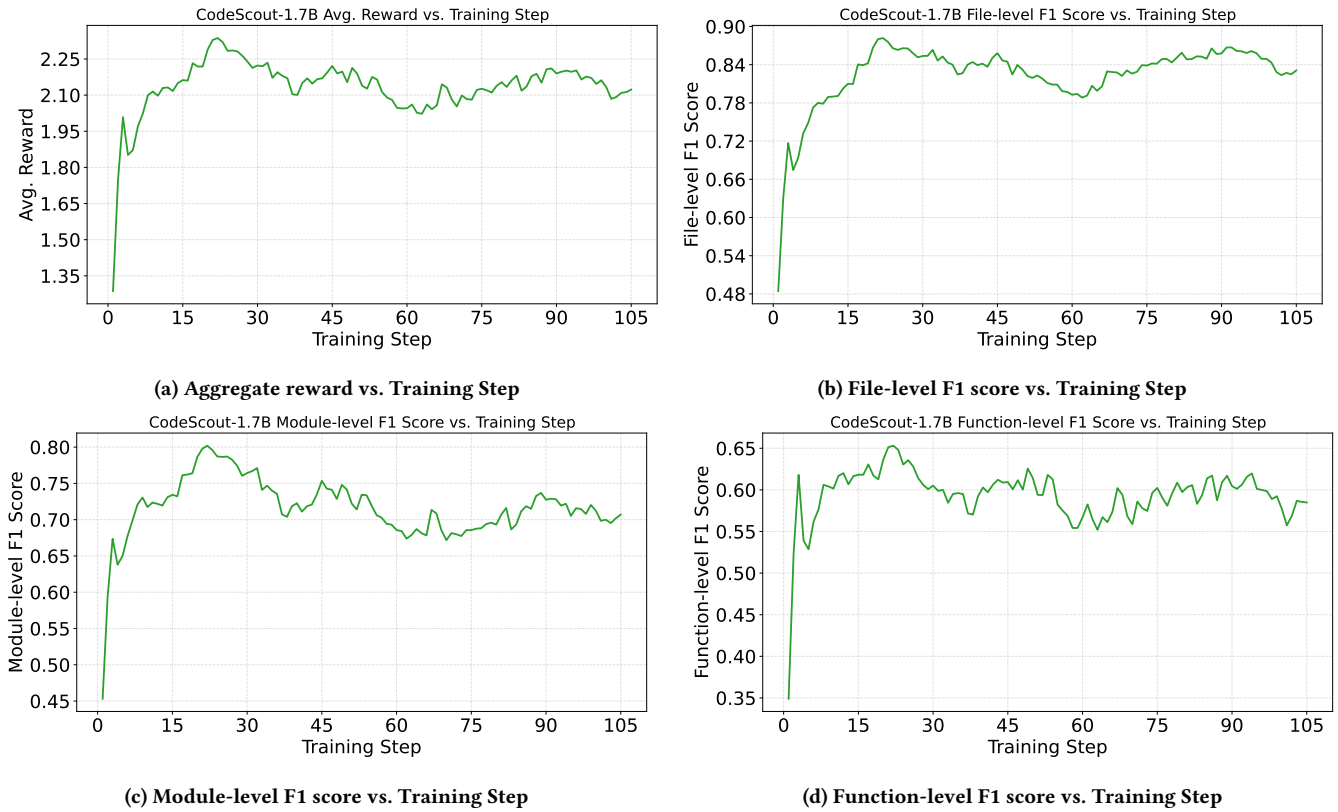 CodeScout-1.7B Avg. Reward vs. Training Step
Avg. Reward
2.25
2.10
1.95
1.80
1.65
1.50
1.35
0 15 30 45 60 75 90 105
Training Step
(a) Aggregate reward vs. Training Step
CodeScout-1.7B File-level F1 Score vs. Training Step
File-level F1 Score
0.90
0.84
0.78
0.72
0.66
0.60
0.54
0.48
0 15 30 45 60 75 90 105
Training Step
(b) File-level F1 score vs. Training Step
CodeScout-1.7B Module-level F1 Score vs. Training Step
Module-level F1 Score
0.80
0.75
0.70
0.65
0.60
0.55
0.50
0.45
0 15 30 45 60 75 90 105
Training Step
(c) Module-level F1 score vs. Training Step
CodeScout-1.7B Function-level F1 Score vs. Training Step
Function-level F1 Score
0.65
0.60
0.55
0.50
0.45
0.40
0.35
0 15 30 45 60 75 90 105
Training Step
(d) Function-level F1 score vs. Training Step